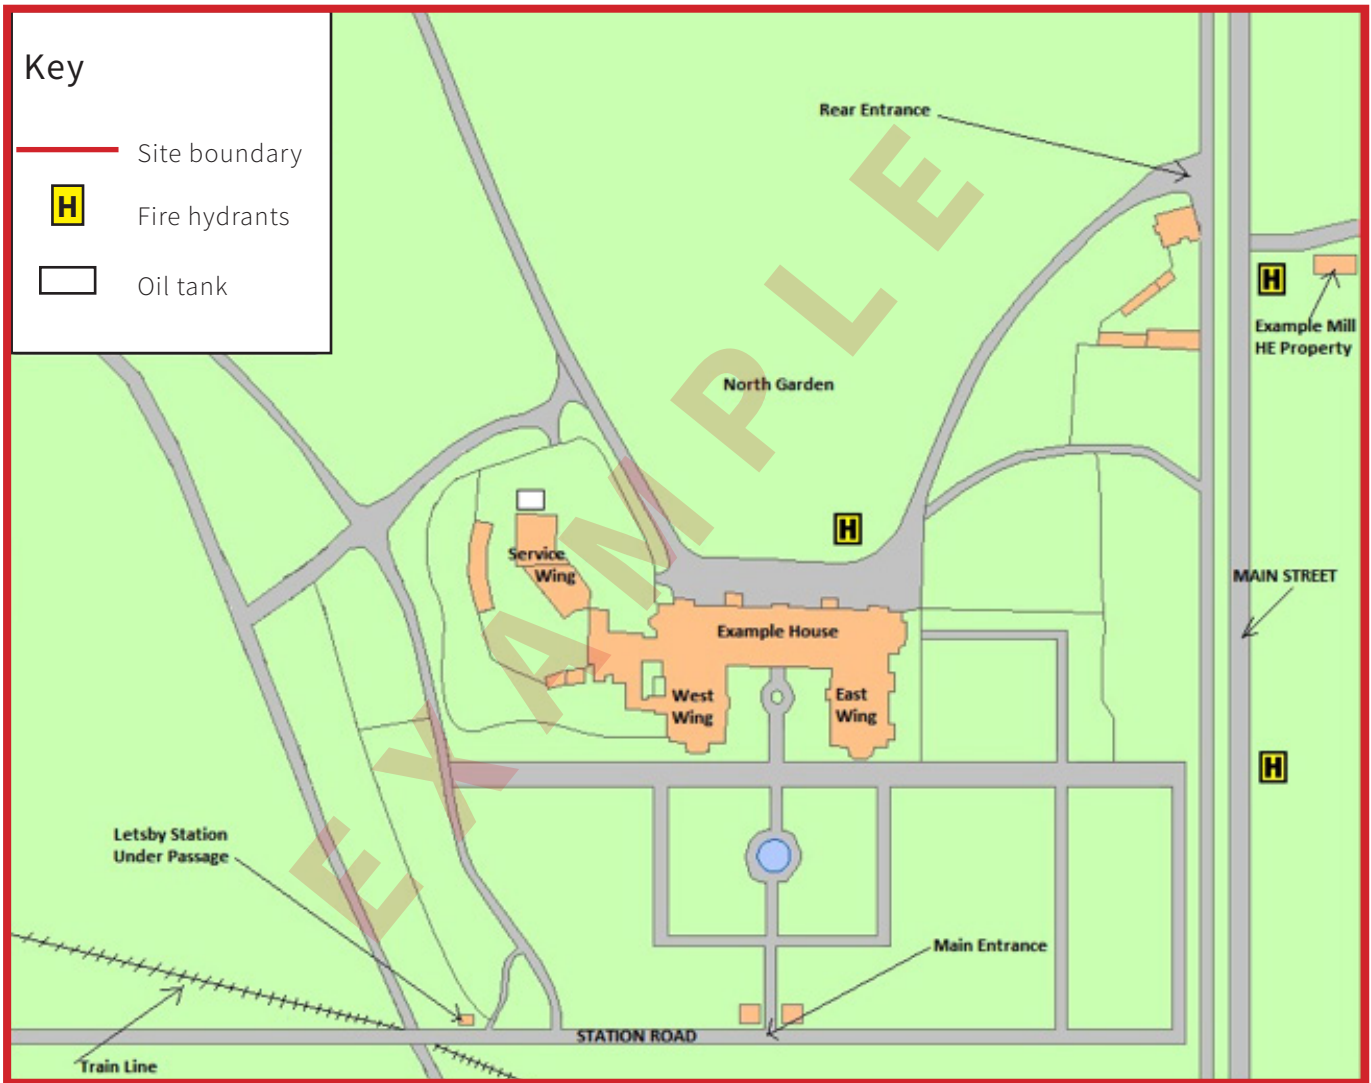 Key
Site boundary
H
Fire hydrants
Oil tank
Rear Entrance
H
Example Mill
HE Property
North Garden
H
Service
Wing
MAIN STREET
Example House
West
Wing
East
Wing
H
Letsby Station
Under Passage
Main Entrance
STATION ROAD
Train Line
EXAMPLE